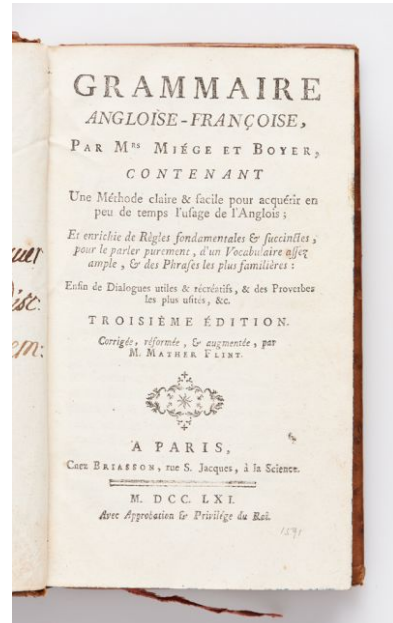 GRAMMAIRE
ANGLOISE-FRANÇOISE,
PAR MRS MIÉGE ET BOYER,
CONTENANT
Une Méthode claire & facile pour acquérir en
peu de temps l'usage de l'Anglois ;
Et enrichie de Règles fondamentales & succinctes,
pour le parler purement, d'un Vocabulaire assez
ample, & des Phrases les plus familières :
Enfin de Dialogues utiles & récréatifs, & des Proverbes
les plus usités, &c.
TROISIÈME ÉDITION.
Corrigée, réformée, & augmentée, par
M. MATHER FLINT.
A PARIS,
Chez BRIASSON, rue S. Jacques, à la Science.
M. DCC. LXI.
Avec Approbation & Privilége du Roi.
1591